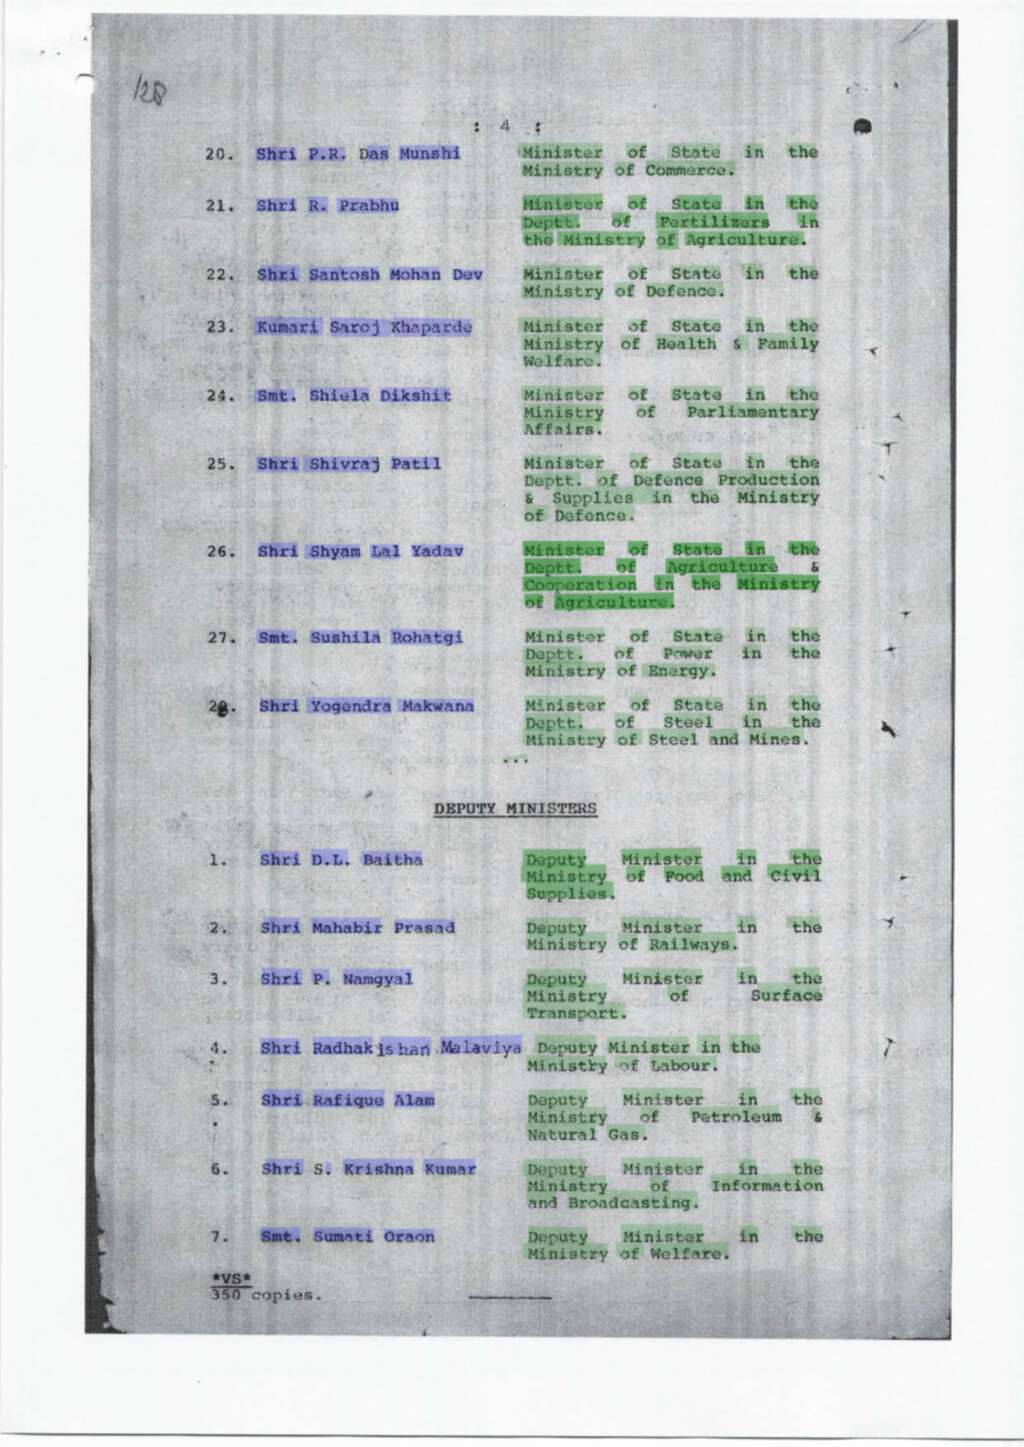 128
: 4 :
20. Shri P.R. Das Munshi Minister of State in the
Ministry of Commerce.
21. Shri R. Prabhu Minister of State in the
Deptt. of Fertilizers in
the Ministry of Agriculture.
22. Shri Santosh Mohan Dev Minister of State in the
Ministry of Defence.
23. Kumari Saroj Khaparde Minister of State in the
Ministry of Health & Family
Welfare.
24. Smt. Shiela Dikshit Minister of State in the
Ministry of Parliamentary
Affairs.
25. Shri Shivraj Patil Minister of State in the
Deptt. of Defence Production
& Supplies in the Ministry
of Defence.
26. Shri Shyam Lal Yadav Minister of State in the
Deptt. of Agriculture &
Cooperation in the Ministry
of Agriculture.
27. Smt. Sushila Rohatgi Minister of State in the
Deptt. of Power in the
Ministry of Energy.
28. Shri Yogendra Makwana Minister of State in the
Deptt. of Steel in the
Ministry of Steel and Mines.
...
DEPUTY MINISTERS
1. Shri D.L. Baitha Deputy Minister in the
Ministry of Food and Civil
Supplies.
2. Shri Mahabir Prasad Deputy Minister in the
Ministry of Railways.
3. Shri P. Namgyal Deputy Minister in the
Ministry of Surface
Transport.
4. Shri Radhakishan Malaviya Deputy Minister in the
Ministry of Labour.
5. Shri Rafique Alam Deputy Minister in the
Ministry of Petroleum &
Natural Gas.
6. Shri S. Krishna Kumar Deputy Minister in the
Ministry of Information
and Broadcasting.
7. Smt. Sumati Oraon Deputy Minister in the
Ministry of Welfare.
*VS*
350 copies.